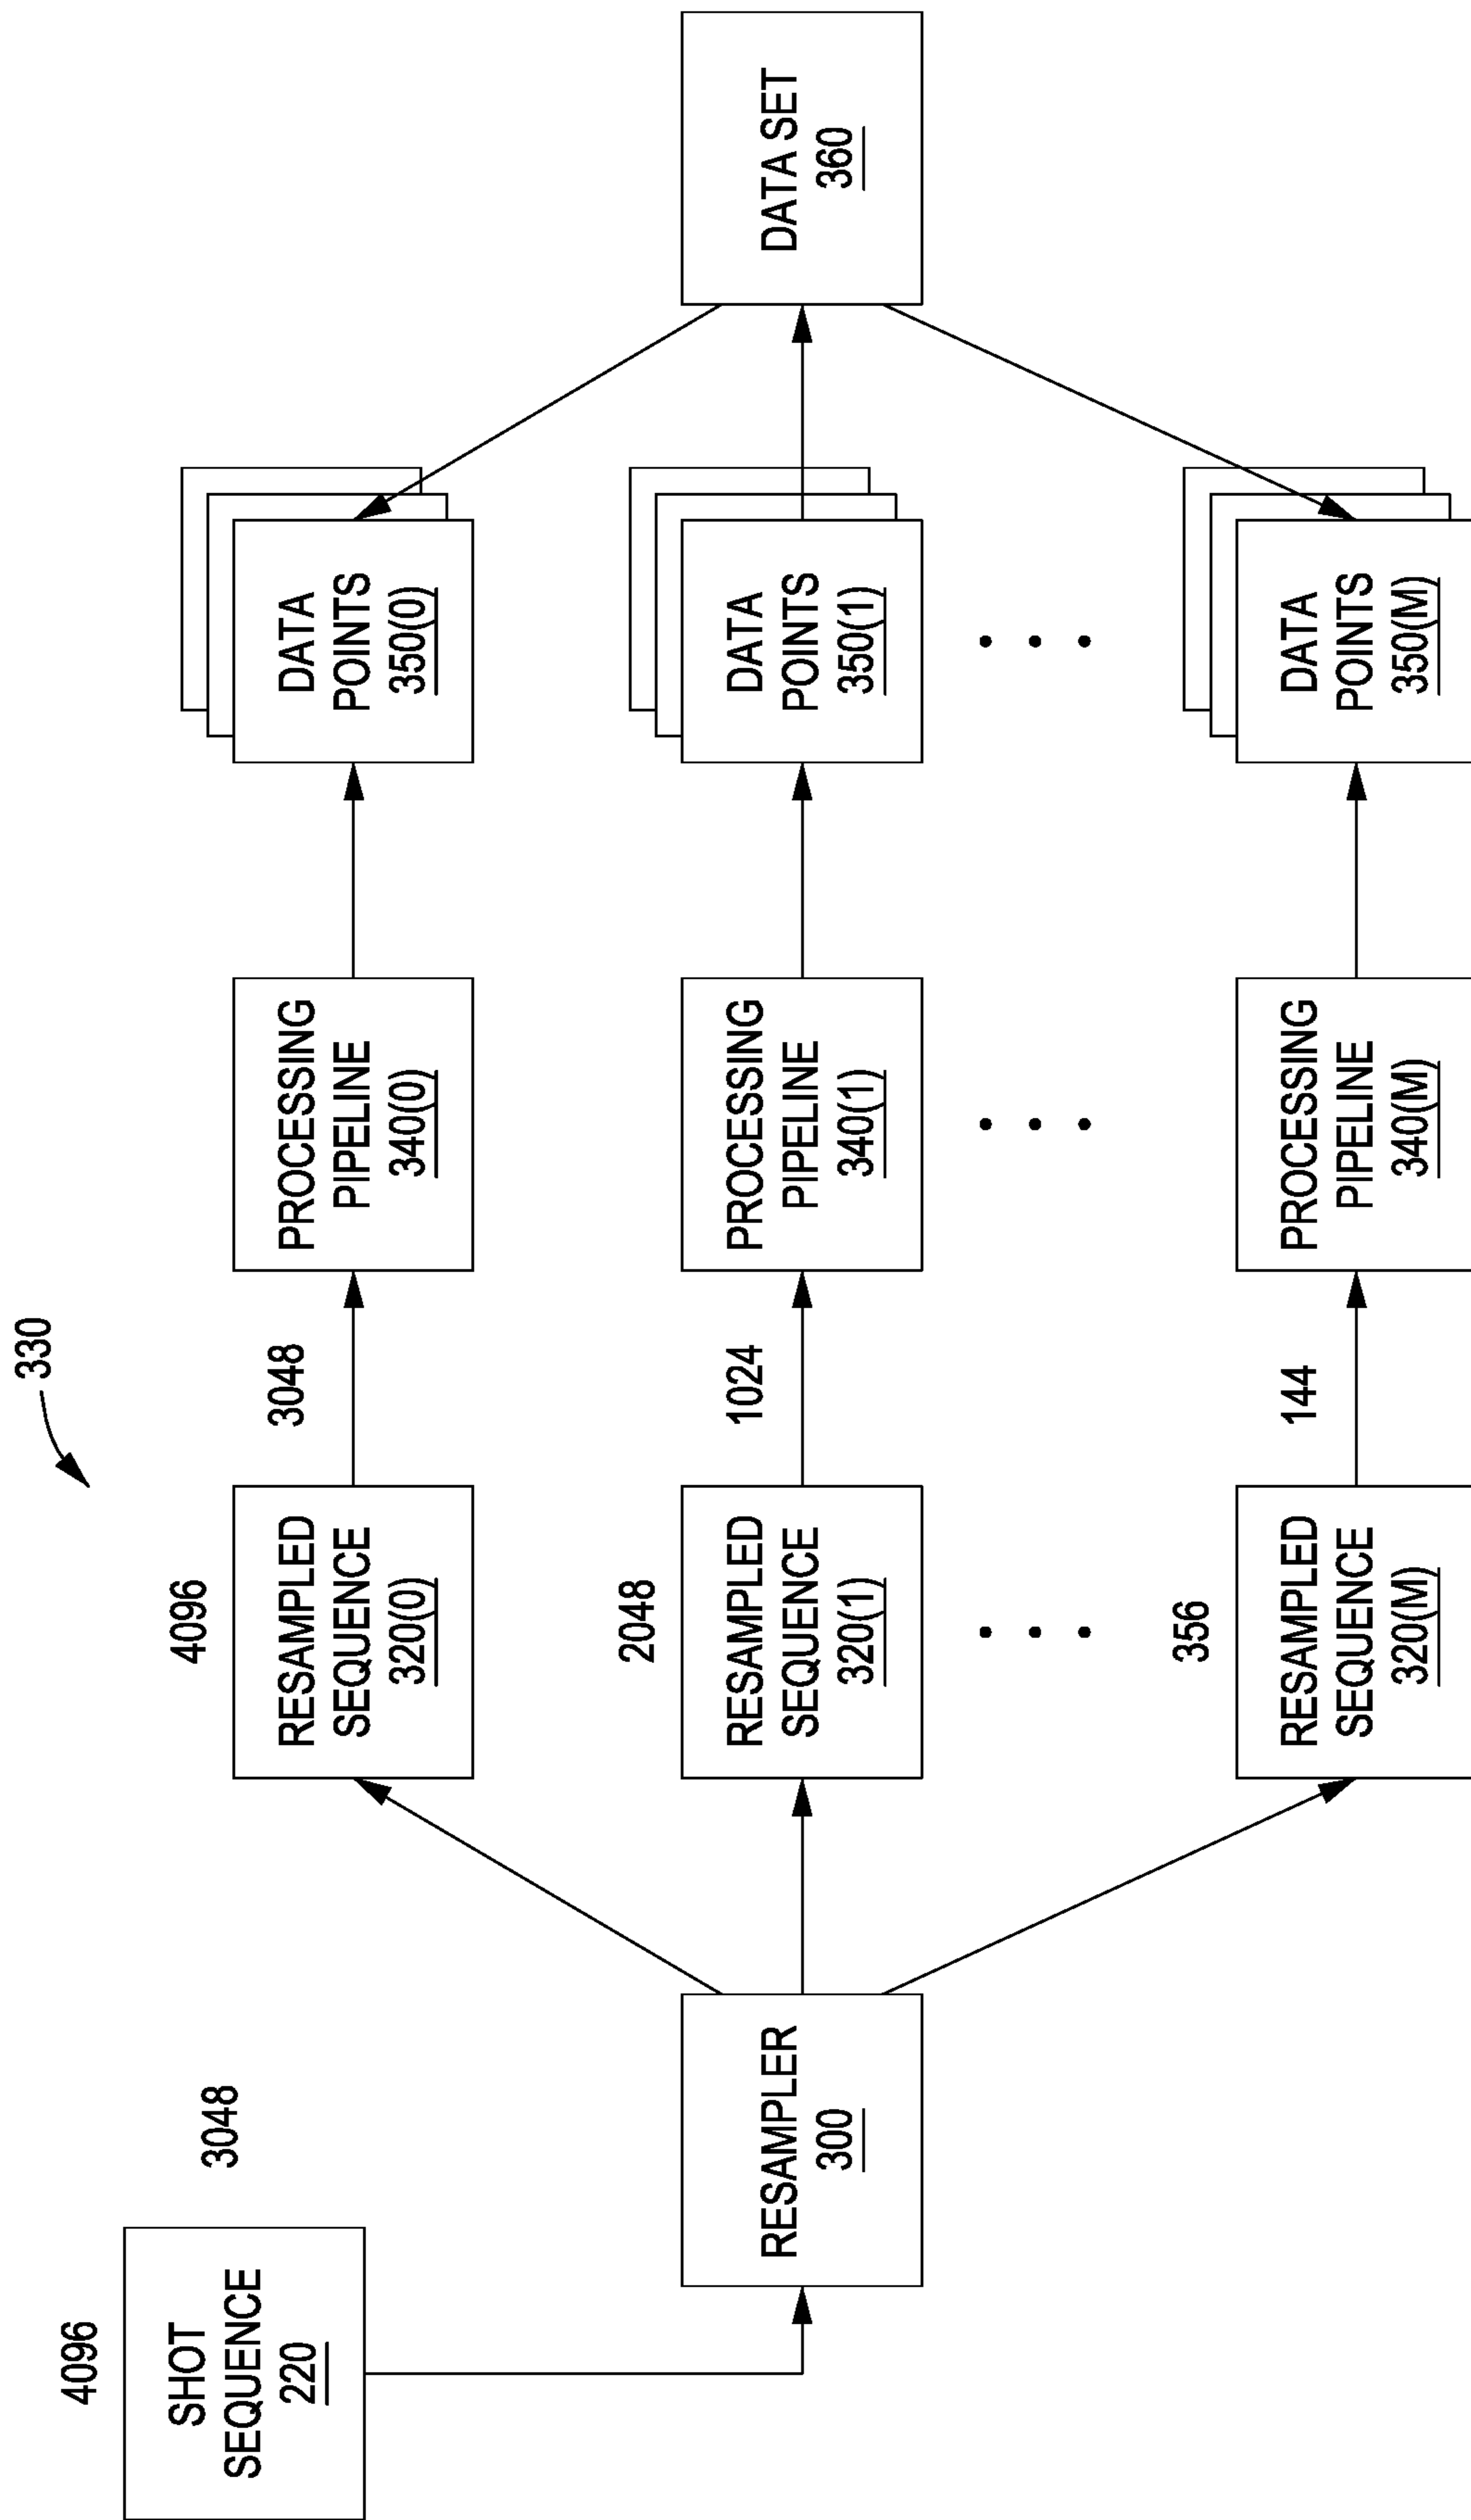 330
4096
SHOT
SEQUENCE
220
3048
RESAMPLER
300
4096
RESAMPLED
SEQUENCE
320(0)
3048
PROCESSING
PIPELINE
340(0)
DATA
POINTS
350(0)
2048
RESAMPLED
SEQUENCE
320(1)
1024
PROCESSING
PIPELINE
340(1)
DATA
POINTS
350(1)
DATA SET
360
356
RESAMPLED
SEQUENCE
320(M)
144
PROCESSING
PIPELINE
340(M)
DATA
POINTS
350(M)